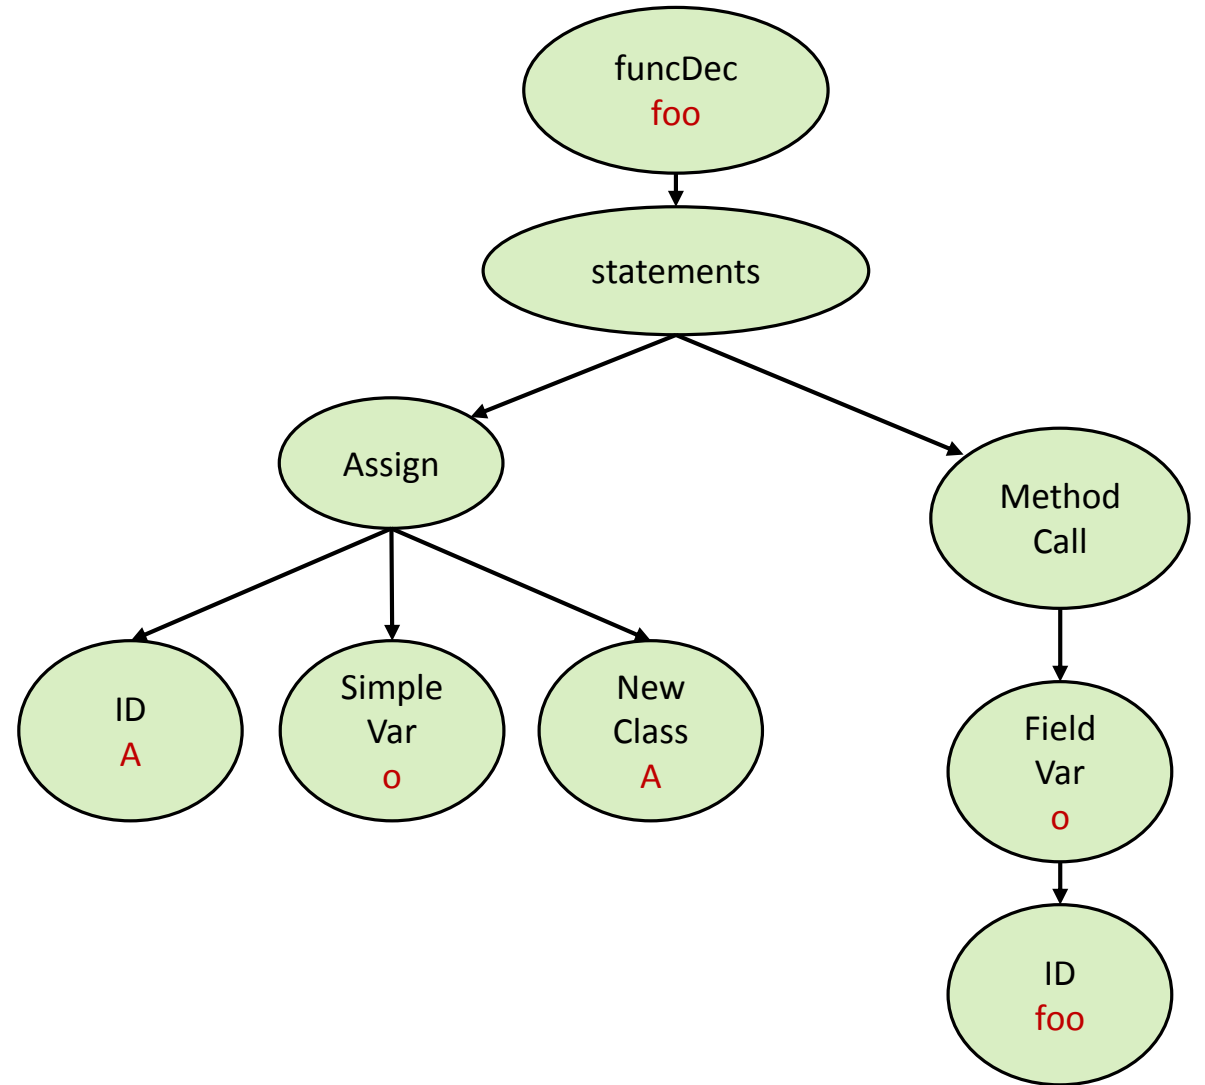 funcDec
foo
statements
Assign
Method
Call
ID
A
Simple
Var
o
New
Class
A
Field
Var
o
ID
foo